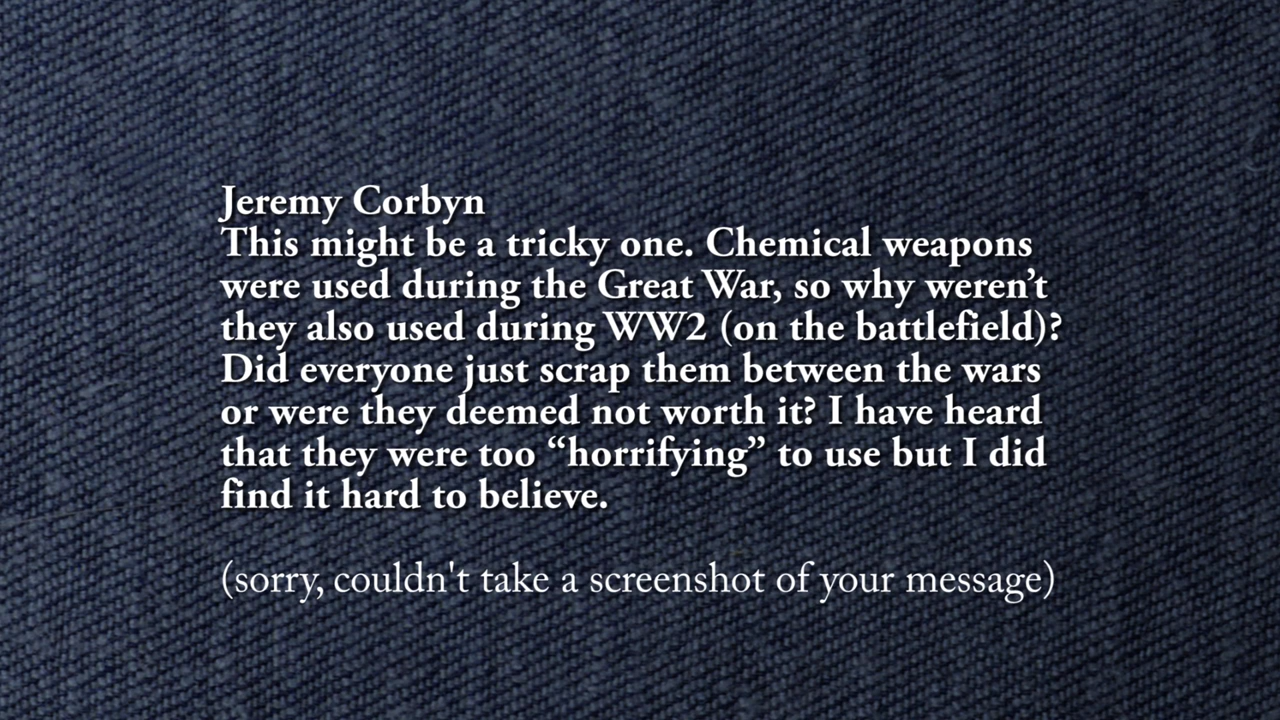 Jeremy Corbyn
This might be a tricky one. Chemical weapons
were used during the Great War, so why weren’t
they also used during WW2 (on the battlefield)?
Did everyone just scrap them between the wars
or were they deemed not worth it? I have heard
that they were too “horrifying” to use but I did
find it hard to believe.
(sorry, couldn't take a screenshot of your message)